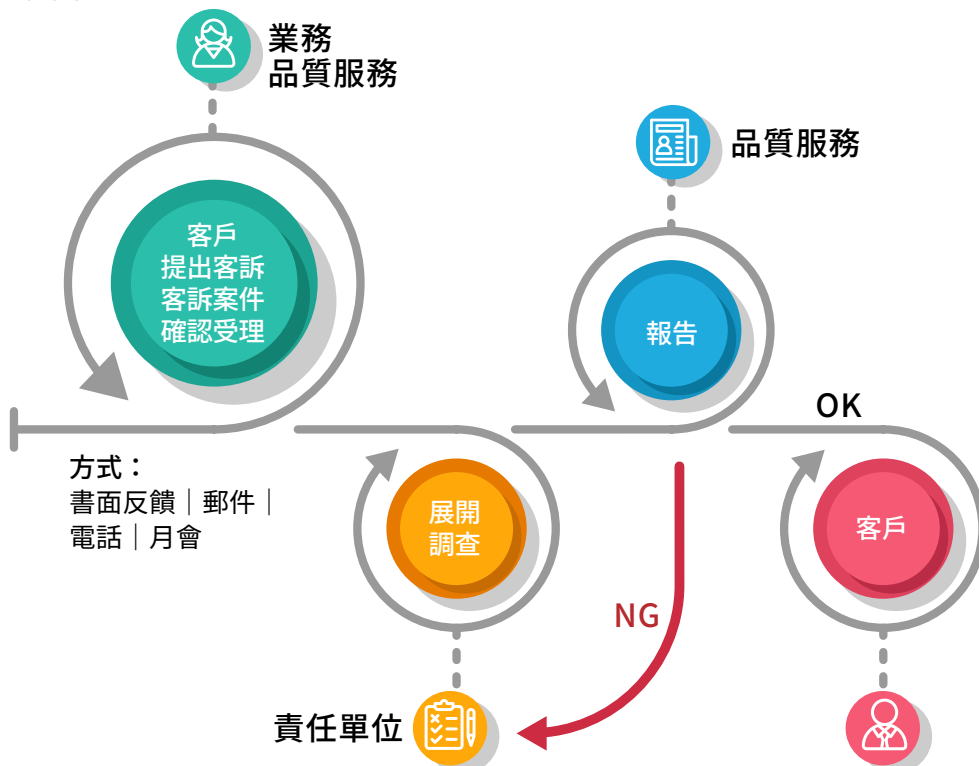 業務
品質服務
客戶
提出客訴
客訴案件
確認受理
方式：
書面反饋｜郵件｜
電話｜月會
展開
調查
責任單位
品質服務
報告
NG
OK
客戶